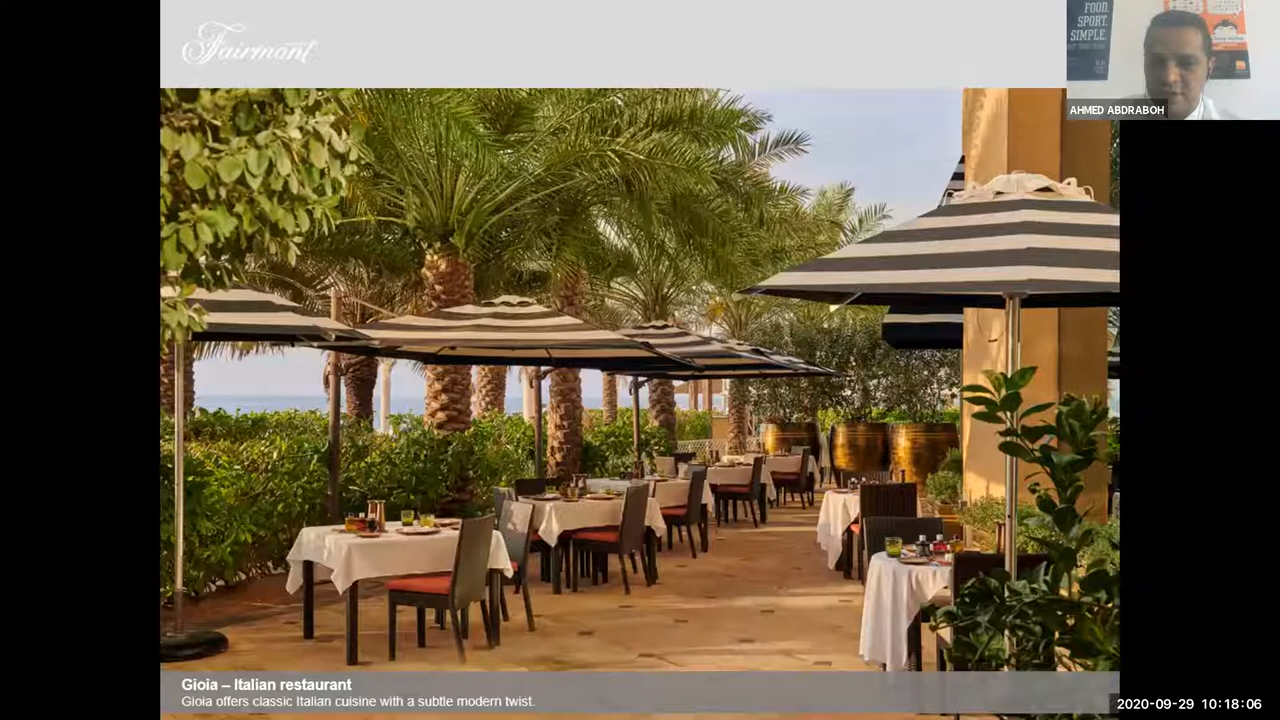 Fairmont
FOOD.
SPORT.
SIMPLE.
AHMED ABDRABOH
Gioia – Italian restaurant
Gioia offers classic Italian cuisine with a subtle modern twist.
2020-09-29 10:18:06